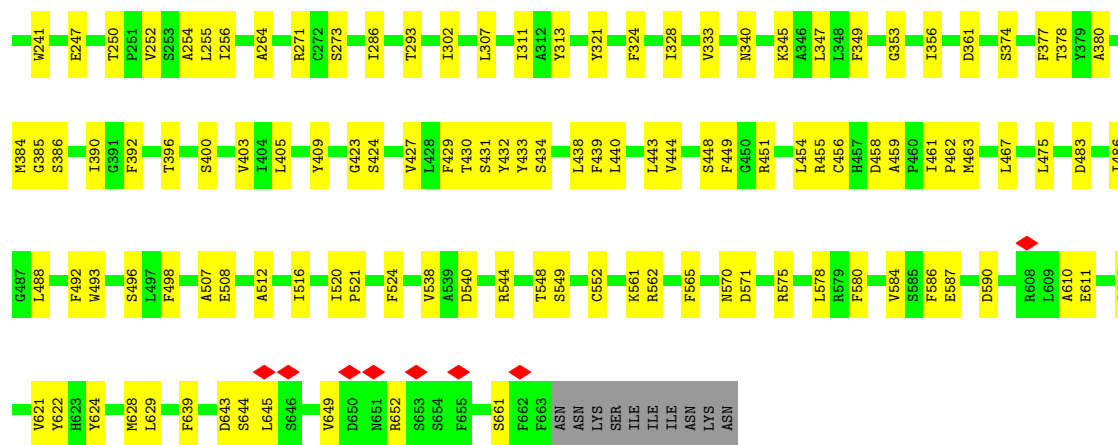 W241 E247 T250 P251 V252 S253 A254 L255 I256 A264 R271 C272 S273 I286 T293 I302 L307 I311 A312 Y313 Y321 F324 I328 V333 N340 K345 A346 L347 L348 F349 G353 I356 D361 S374 F377 T378 Y379 A380
M384 G385 S386 I390 G391 F392 T396 S400 V403 I404 L405 Y409 G423 S424 V427 L428 F429 T430 S431 Y432 Y433 S434 L438 F439 L440 L443 V444 S448 F449 G450 R451 L454 R455 C456 H457 D458 A459 P460 I461 P462 M463 L467 L475 D483
G487 L488 F492 W493 S496 L497 F498 A507 E508 A512 I516 I520 P521 F524 V538 A539 D540 R544 T548 S549 C552 K561 R562 F565 N570 D571 R575 L578 R579 F580 V584 S585 F586 E587 D590 R608 L609 A610 E611
V621 Y622 H623 Y624 M628 L629 F639 D643 S644 L645 S646 V649 D650 N651 R652 S653 S654 F655 S661 F662 F663 ASN ASN LYS SER ILE ILE ILE ASN LYS ASN